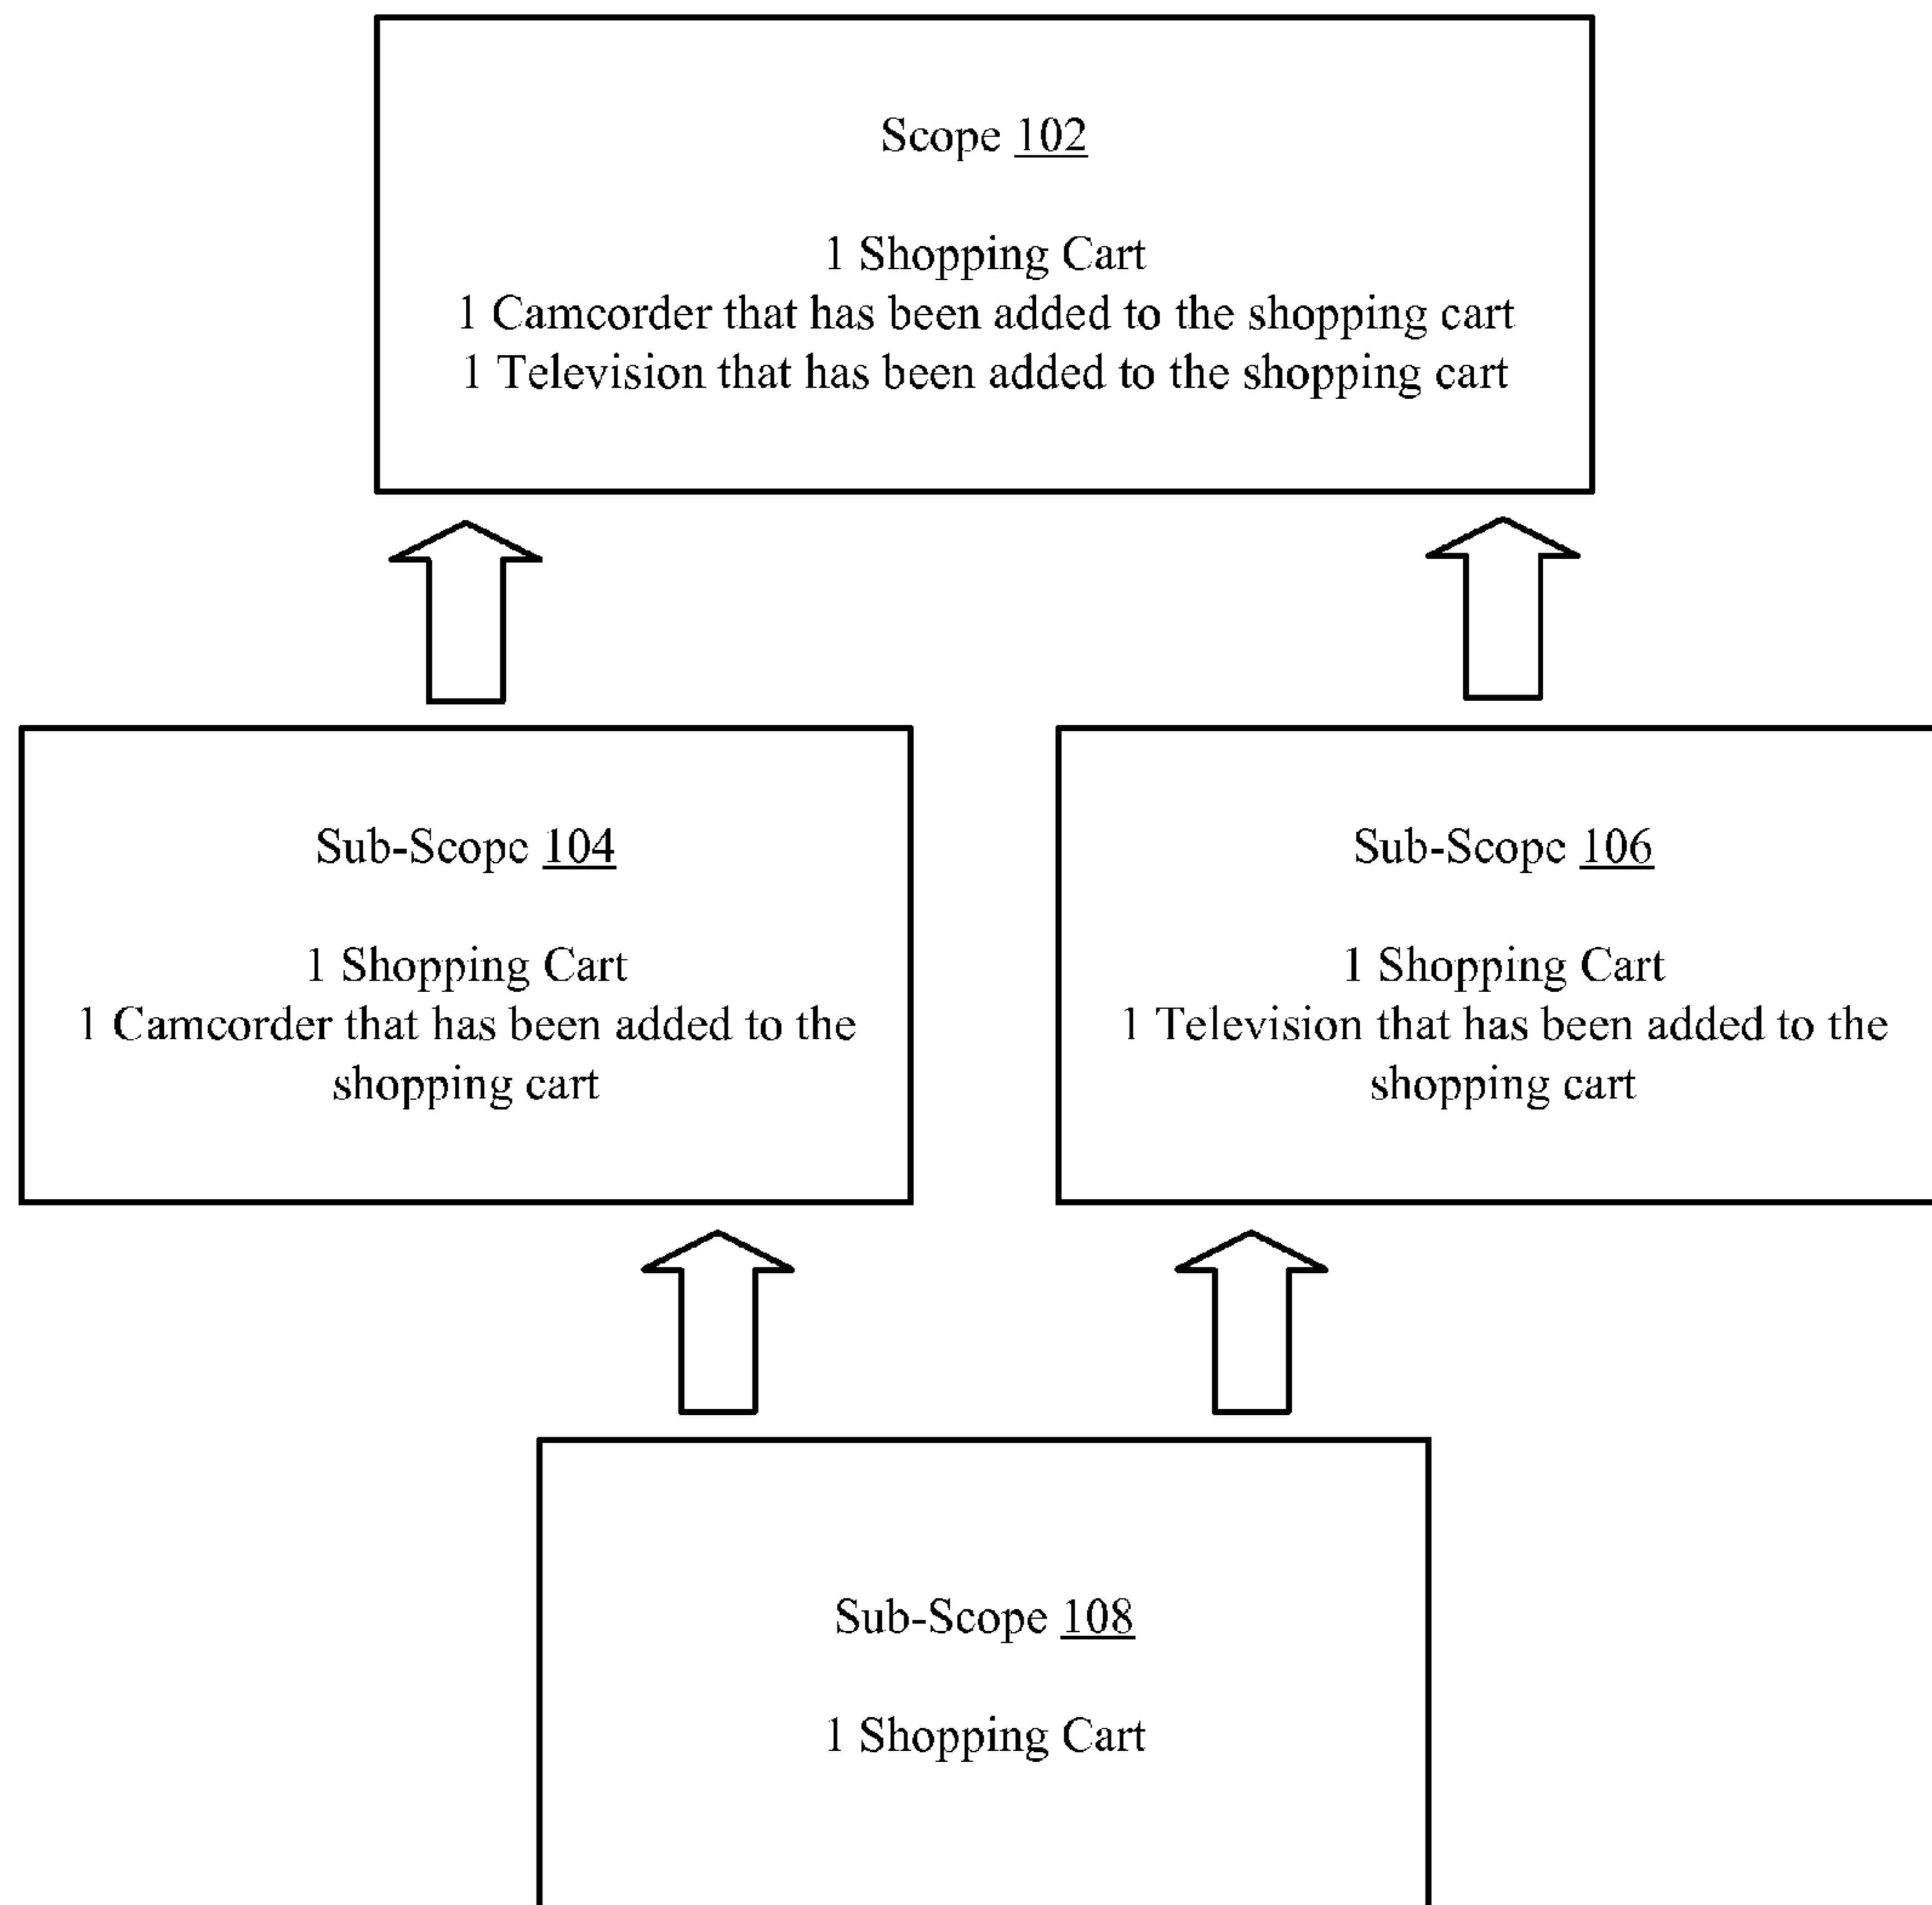 Scope 102
1 Shopping Cart
1 Camcorder that has been added to the shopping cart
1 Television that has been added to the shopping cart
Sub-Scope 104
1 Shopping Cart
1 Camcorder that has been added to the
shopping cart
Sub-Scope 106
1 Shopping Cart
1 Television that has been added to the
shopping cart
Sub-Scope 108
1 Shopping Cart